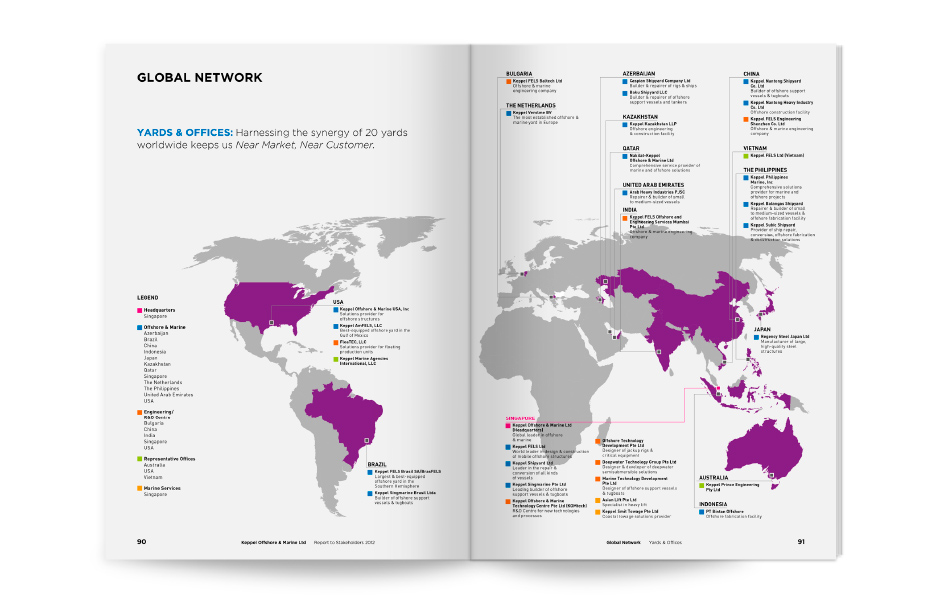 GLOBAL NETWORK
YARDS & OFFICES: Harnessing the synergy of 20 yards
worldwide keeps us Near Market, Near Customer.
LEGEND
Headquarters
Singapore
Offshore & Marine
Azerbaijan
Brazil
China
Indonesia
Japan
Kazakhstan
Qatar
Singapore
The Netherlands
The Philippines
United Arab Emirates
USA
Engineering/
R&D Centre
Bulgaria
China
India
Singapore
USA
Representative Offices
Australia
USA
Vietnam
Marine Services
Singapore
USA
Keppel Offshore & Marine USA, Inc
Solutions provider for
offshore structures
Keppel AmFELS, LLC
Best equipped offshore yard in the
Gulf of Mexico
FloaTEC, LLC
Solutions provider for floating
production units
Keppel Marine Agencies
International, LLC
BRAZIL
Keppel FELS Brasil SA/BrasFELS
Largest & best-equipped
offshore yard in the
Southern Hemisphere
Keppel Singmarine Brasil Ltda
Builder of offshore support
vessels & tugboats
90
Keppel Offshore & Marine Ltd Report to Stakeholders 2012
BULGARIA
Keppel FELS Baltech Ltd
Offshore & marine
engineering company
THE NETHERLANDS
Keppel Verolme BV
The most established offshore &
marine yard in Europe
AZERBAIJAN
Caspian Shipyard Company Ltd
Builder & repairer of rigs & ships
Baku Shipyard LLC
Builder & repairer of offshore
support vessels and tankers
KAZAKHSTAN
Keppel Kazakhstan LLP
Offshore engineering
& construction facility
QATAR
Nakilat-Keppel
Offshore & Marine Ltd
Comprehensive service provider of
marine and offshore solutions
UNITED ARAB EMIRATES
Arab Heavy Industries PJSC
Repairer & builder of small
to medium-sized vessels
INDIA
Keppel FELS Offshore and
Engineering Services Mumbai
Pte Ltd
Offshore & marine engineering
company
CHINA
Keppel Nantong Shipyard
Co. Ltd
Builder of offshore support
vessels & tugboats
Keppel Nantong Heavy Industry
Co. Ltd
Offshore construction facility
Keppel FELS Engineering
Shenzhen Co. Ltd
Offshore & marine engineering
company
VIETNAM
Keppel FELS Ltd (Vietnam)
THE PHILIPPINES
Keppel Philippines
Marine, Inc
Comprehensive solutions
provider for marine and
offshore projects
Keppel Batangas Shipyard
Repairer & builder of small
to medium-sized vessels &
offshore fabrication facility
Keppel Subic Shipyard
Provider of ship repair,
conversion, offshore fabrication
& construction solutions
JAPAN
Regency Steel Japan Ltd
Manufacturer of large,
high-quality steel
structures
SINGAPORE
Keppel Offshore & Marine Ltd
(Headquarters)
Global leader in offshore
& marine
Keppel FELS Ltd
World leader in design & construction
of mobile offshore structures
Keppel Shipyard Ltd
Leader in the repair &
conversion of all kinds
of vessels
Keppel Singmarine Pte Ltd
Leading builder of offshore
support vessels & tugboats
Keppel Offshore & Marine
Technology Centre Pte Ltd (KOMtech)
R&D Centre for new technologies
and processes
Offshore Technology
Development Pte Ltd
Designer of jackup rigs &
critical equipment
Deepwater Technology Group Pte Ltd
Designer & developer of deepwater
semisubmersible solutions
Marine Technology Development
Pte Ltd
Designer of offshore support vessels
& tugboats
Asian Lift Pte Ltd
Specialist in heavy lift
Keppel Smit Towage Pte Ltd
Coastal towage solutions provider
AUSTRALIA
Keppel Prince Engineering
Pty Ltd
INDONESIA
PT Bintan Offshore
Offshore fabrication facility
Global Network Yards & Offices
91